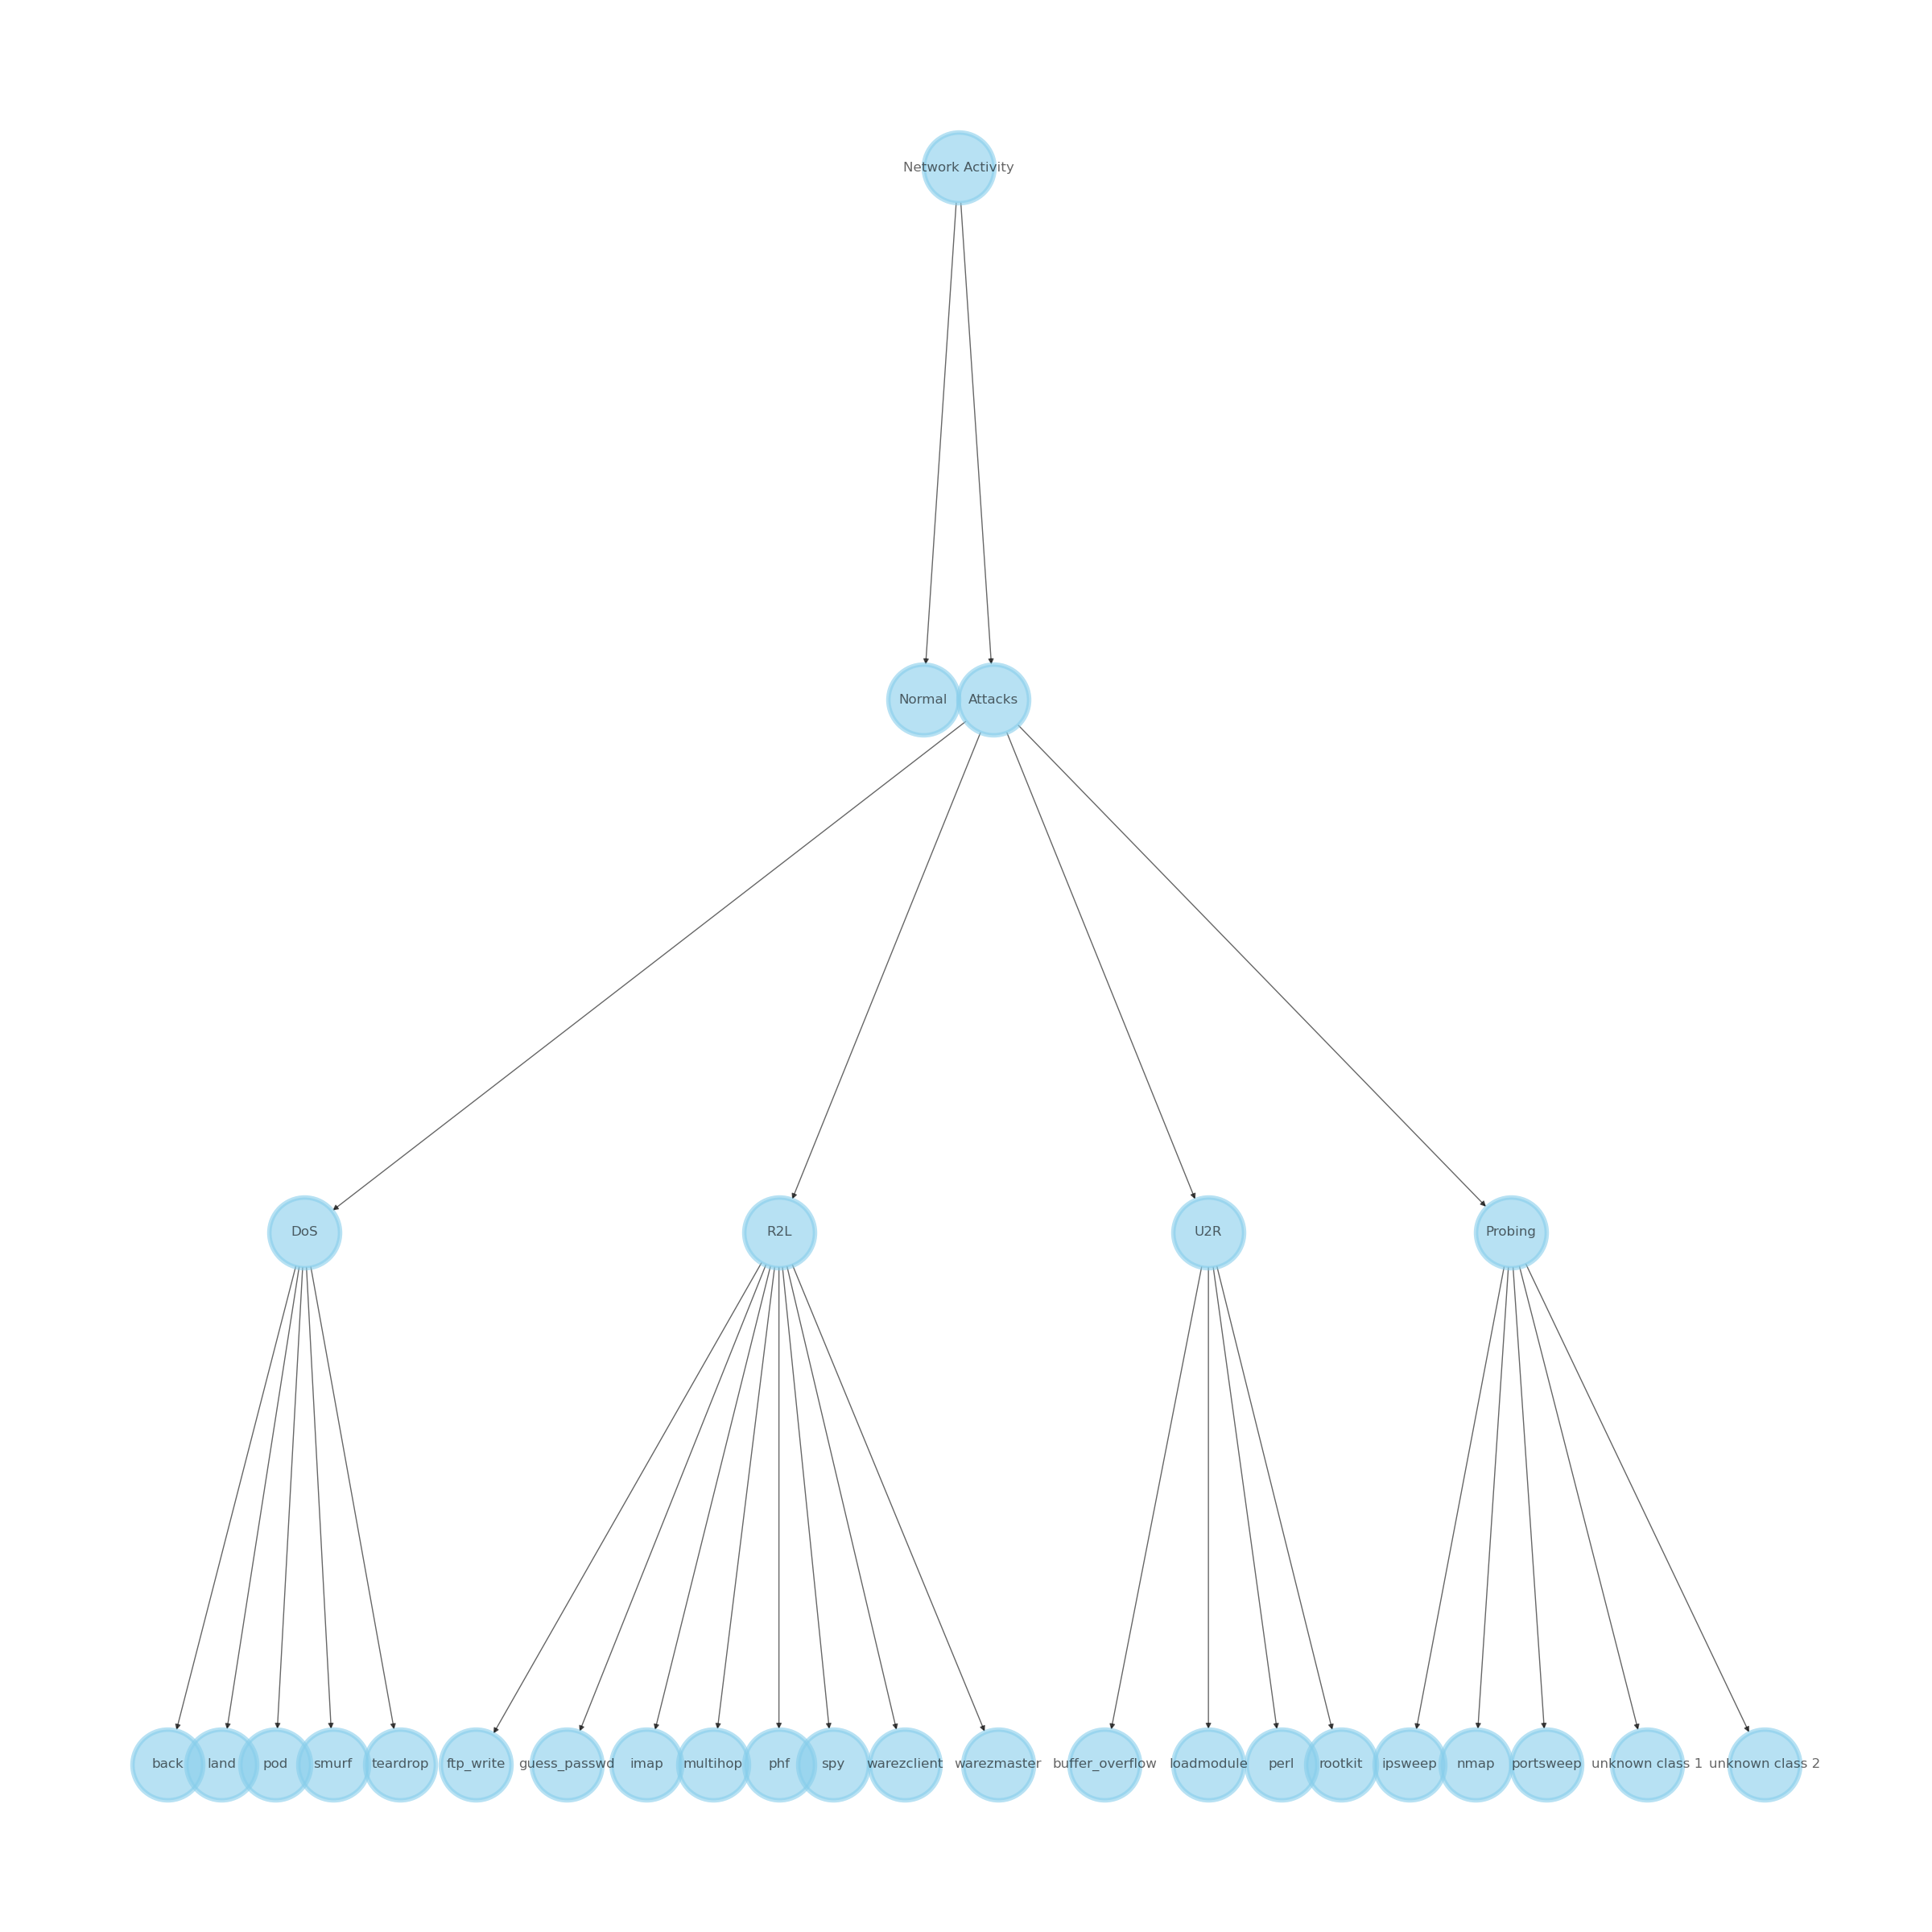 Network Activity
Normal
Attacks
DoS
R2L
U2R
Probing
back
land
pod
smurf
teardrop
ftp_write
guess_passwd
imap
multihop
phf
spy
warezclient
warezmaster
buffer_overflow
loadmodule
perl
rootkit
ipsweep
nmap
portsweep
unknown class 1
unknown class 2